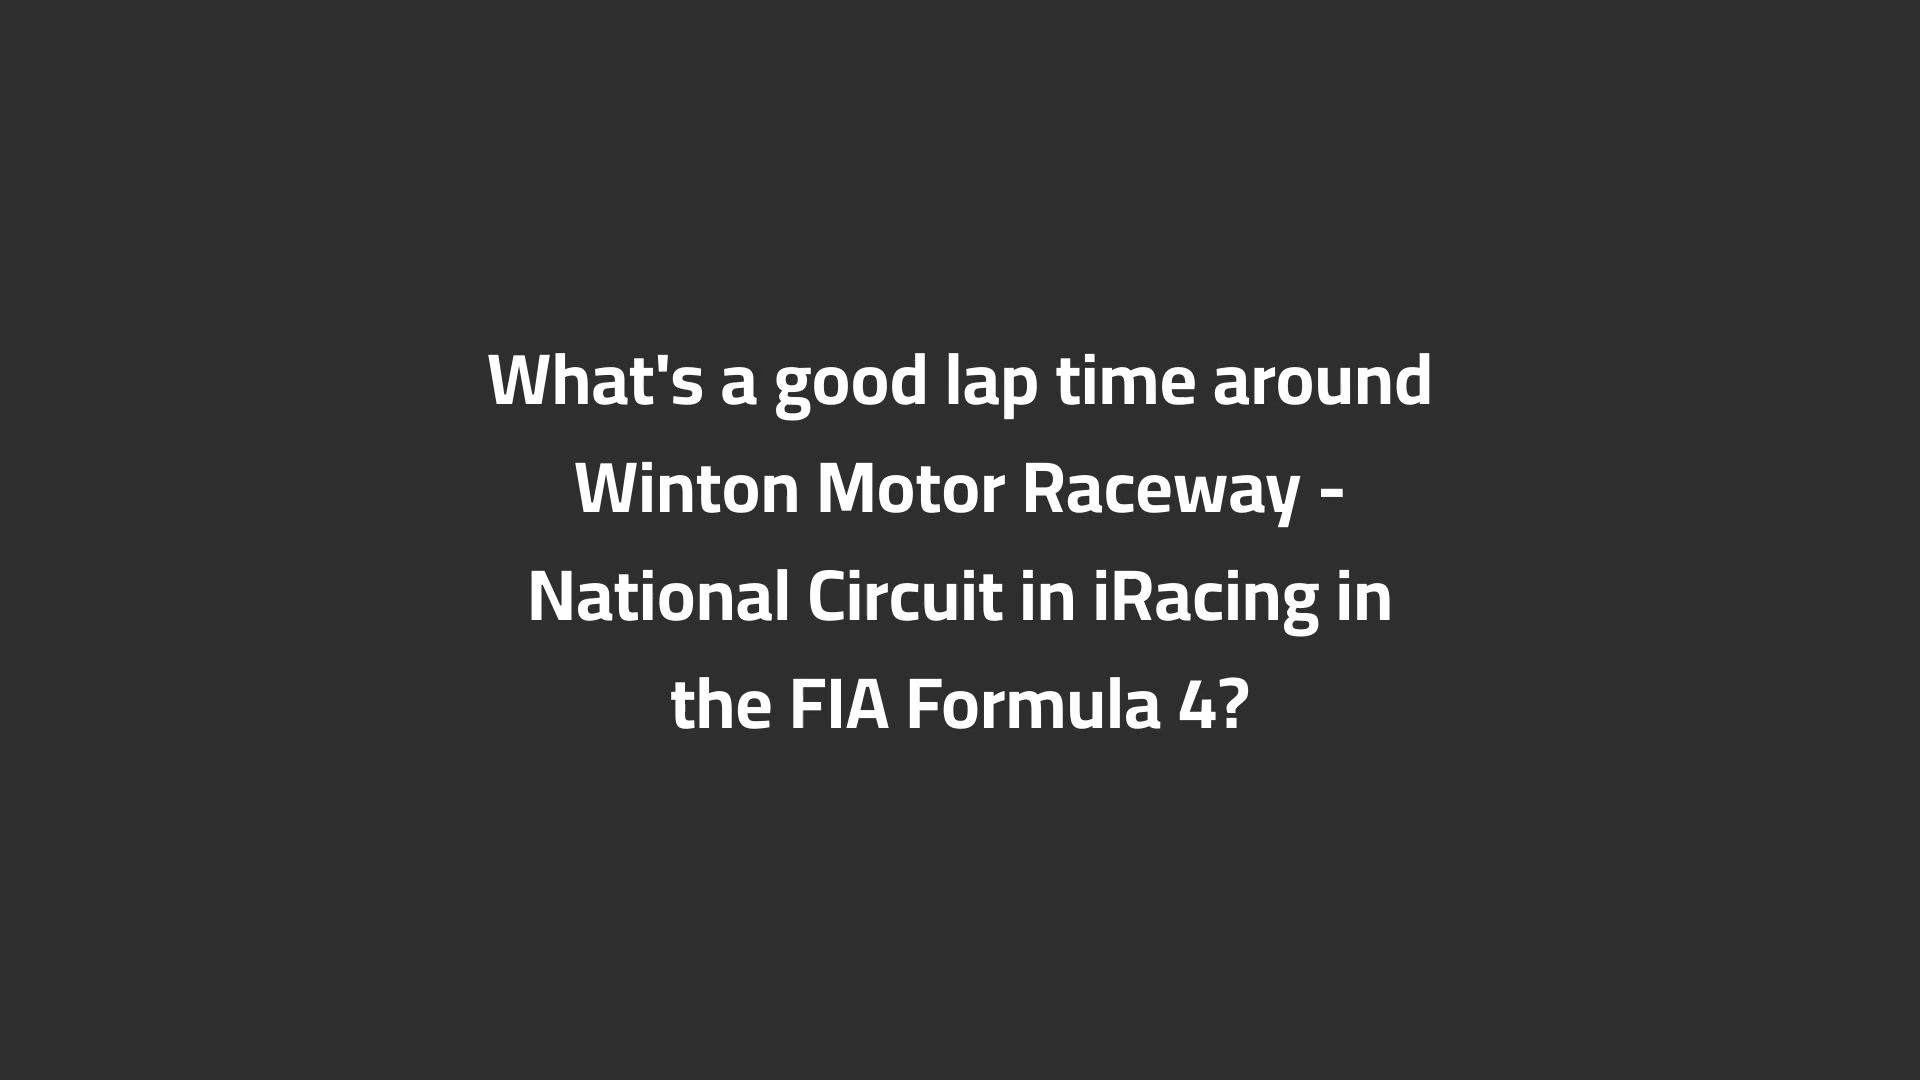 What's a good lap time around
Winton Motor Raceway -
National Circuit in iRacing in
the FIA Formula 4?